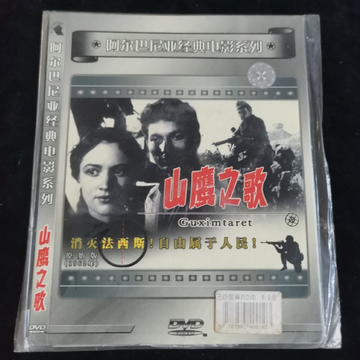 阿尔巴尼亚经典电影系列
阿尔巴尼亚经典电影系列
山鹰之歌
DVD
山鹰之歌
Guximtaret
消灭法西斯!自由属于人民!
DVD